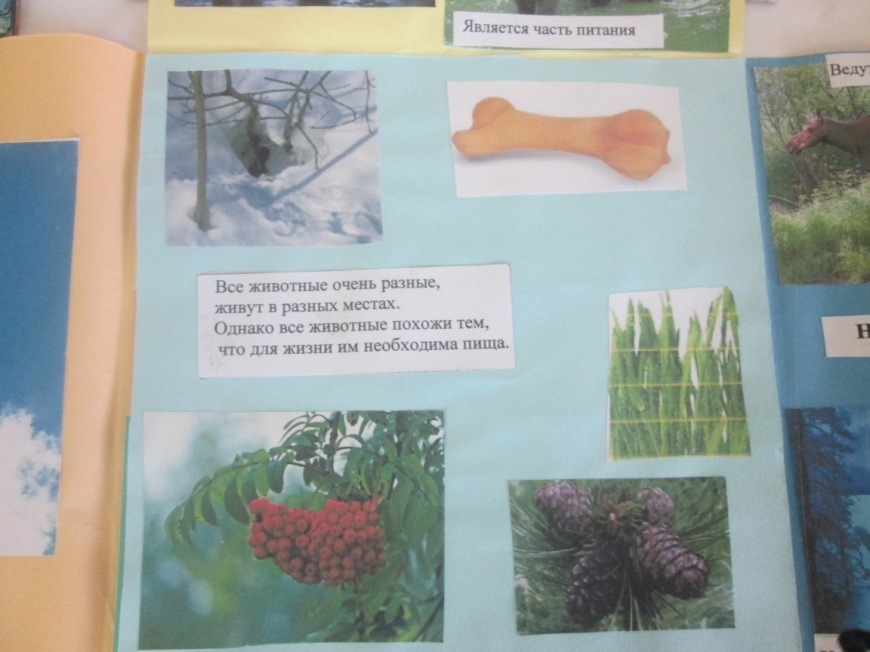 Является часть питания
Веду
Все животные очень разные,
живут в разных местах.
Однако все животные похожи тем,
что для жизни им необходима пища.
Н